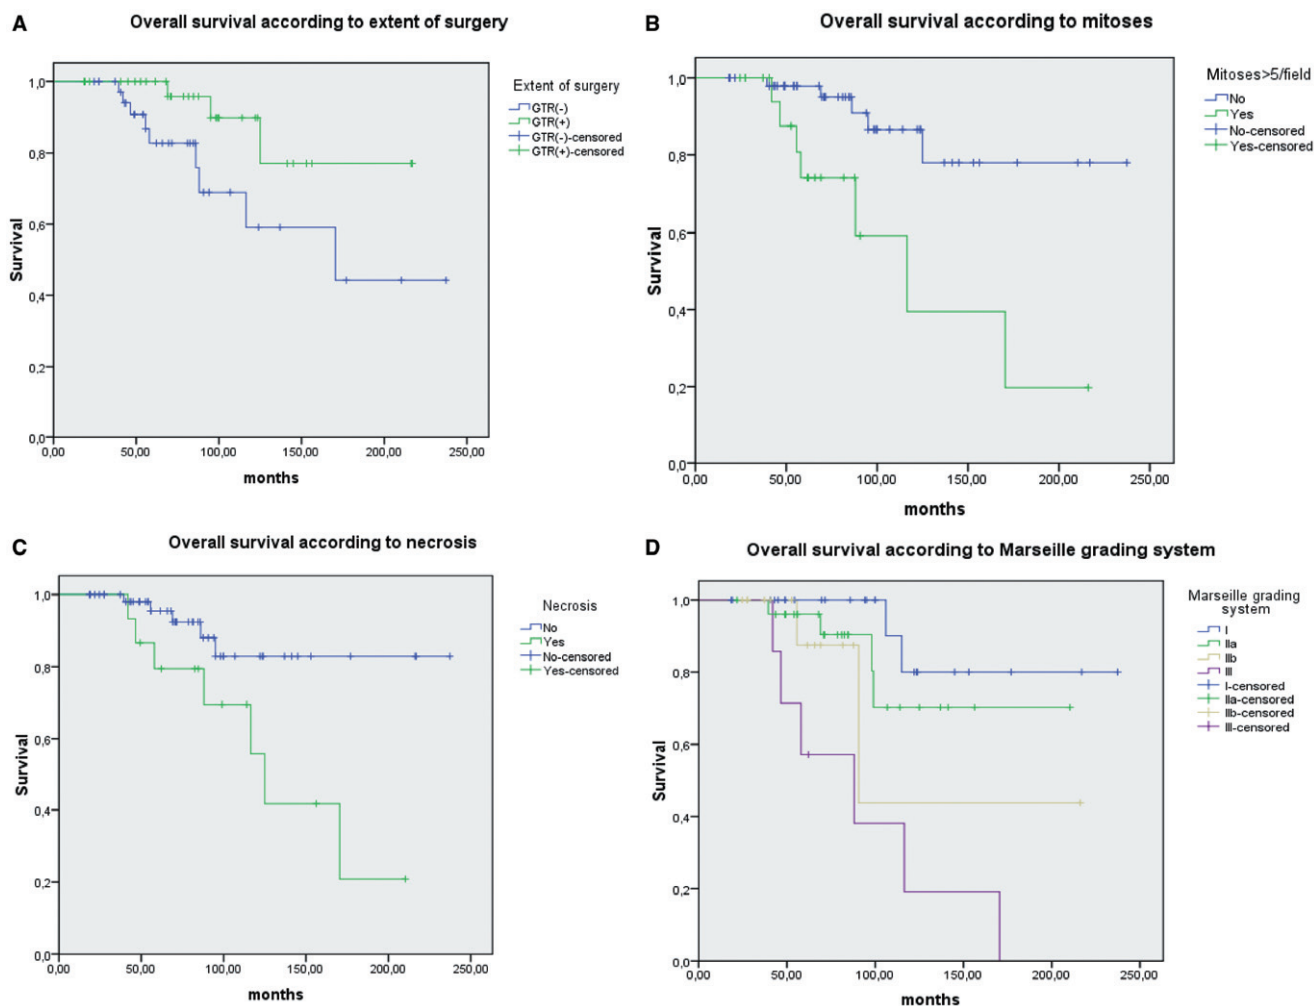 A
Overall survival according to extent of surgery
1,0
0,8
0,6
0,4
0,2
0,0
Survival
0,00
50,00
100,00
150,00
200,00
250,00
months
Extent of surgery
GTR(-)
GTR(+)
GTR(-)-censored
GTR(+)-censored
B
Overall survival according to mitoses
1,0
0,8
0,6
0,4
0,2
0,0
Survival
0,00
50,00
100,00
150,00
200,00
250,00
months
Mitoses>5/field
No
Yes
No-censored
Yes-censored
C
Overall survival according to necrosis
1,0
0,8
0,6
0,4
0,2
0,0
Survival
0,00
50,00
100,00
150,00
200,00
250,00
months
Necrosis
No
Yes
No-censored
Yes-censored
D
Overall survival according to Marseille grading system
1,0
0,8
0,6
0,4
0,2
0,0
Survival
0,00
50,00
100,00
150,00
200,00
250,00
months
Marseille grading
system
I
IIa
IIb
III
I-censored
IIa-censored
IIb-censored
III-censored